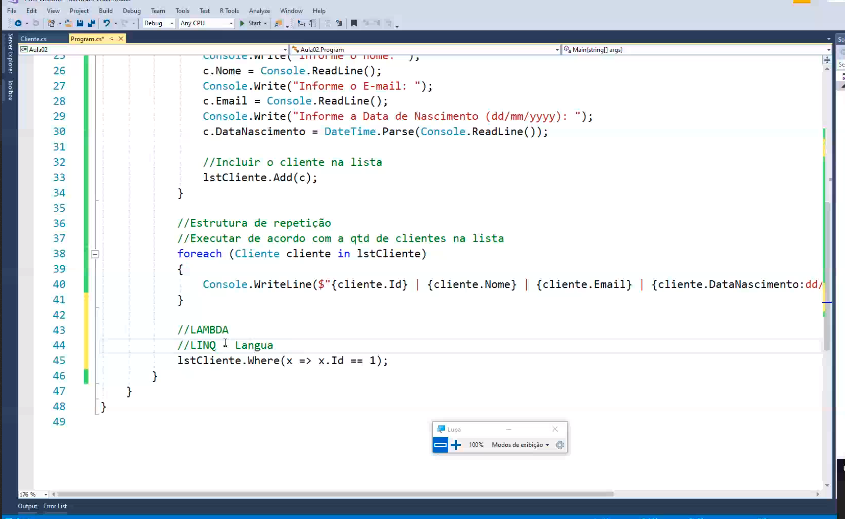 File Edit View Project Build Debug Team Tools Test R Tools Analyze Window Help
Debug Any CPU Start
Cliente.cs Program.cs*
Aula02 Aula02.Program Main(string[] args)
Server Explorer
Toolbox
25 Console.Write("Informe o Nome: ");
26 c.Nome = Console.ReadLine();
27 Console.Write("Informe o E-mail: ");
28 c.Email = Console.ReadLine();
29 Console.Write("Informe a Data de Nascimento (dd/mm/yyyy): ");
30 c.DataNascimento = DateTime.Parse(Console.ReadLine());
31
32 //Incluir o cliente na lista
33 lstCliente.Add(c);
34 }
35
36 //Estrutura de repetição
37 //Executar de acordo com a qtd de clientes na lista
38 foreach (Cliente cliente in lstCliente)
39 {
40 Console.WriteLine($"{cliente.Id} | {cliente.Nome} | {cliente.Email} | {cliente.DataNascimento:dd/
41 }
42
43 //LAMBDA
44 //LINQ Langua
45 lstCliente.Where(x => x.Id == 1);
46 }
47 }
48 }
49
Lupa
100% Modos de exibição
176 %
Output Error List